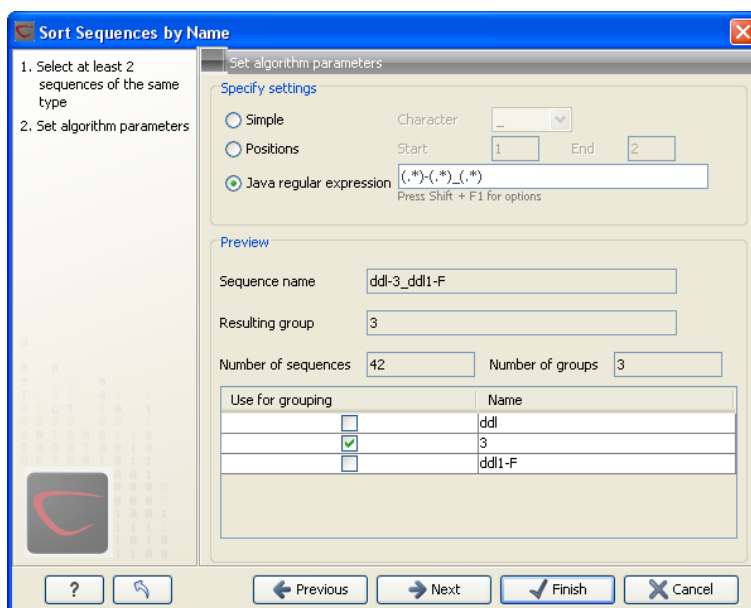 Sort Sequences by Name
1. Select at least 2
sequences of the same
type
2. Set algorithm parameters
Set algorithm parameters
Specify settings
Simple Character _
Positions Start 1 End 2
Java regular expression (.*)-(.*)_(.*)
Press Shift + F1 for options
Preview
Sequence name ddl-3_ddl1-F
Resulting group 3
Number of sequences 42 Number of groups 3
Use for grouping Name
ddl
3
ddl1-F
? Previous Next Finish Cancel